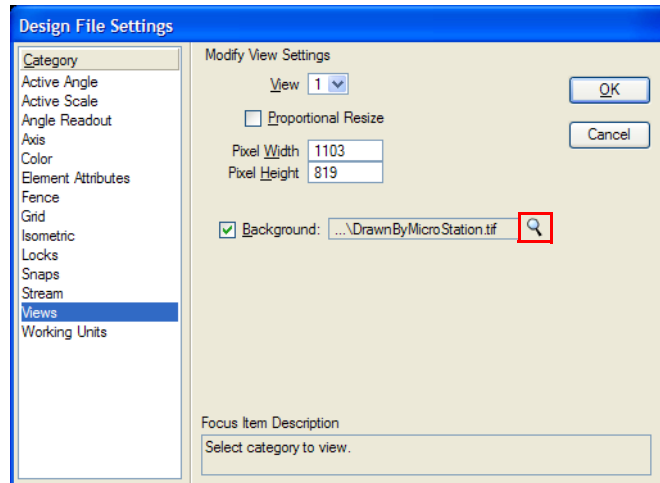 Design File Settings
Category
Active Angle
Active Scale
Angle Readout
Axis
Color
Element Attributes
Fence
Grid
Isometric
Locks
Snaps
Stream
Views
Working Units
Modify View Settings
View 1
Proportional Resize
Pixel Width 1103
Pixel Height 819
Background: ...\DrawnByMicroStation.tif
OK
Cancel
Focus Item Description
Select category to view.